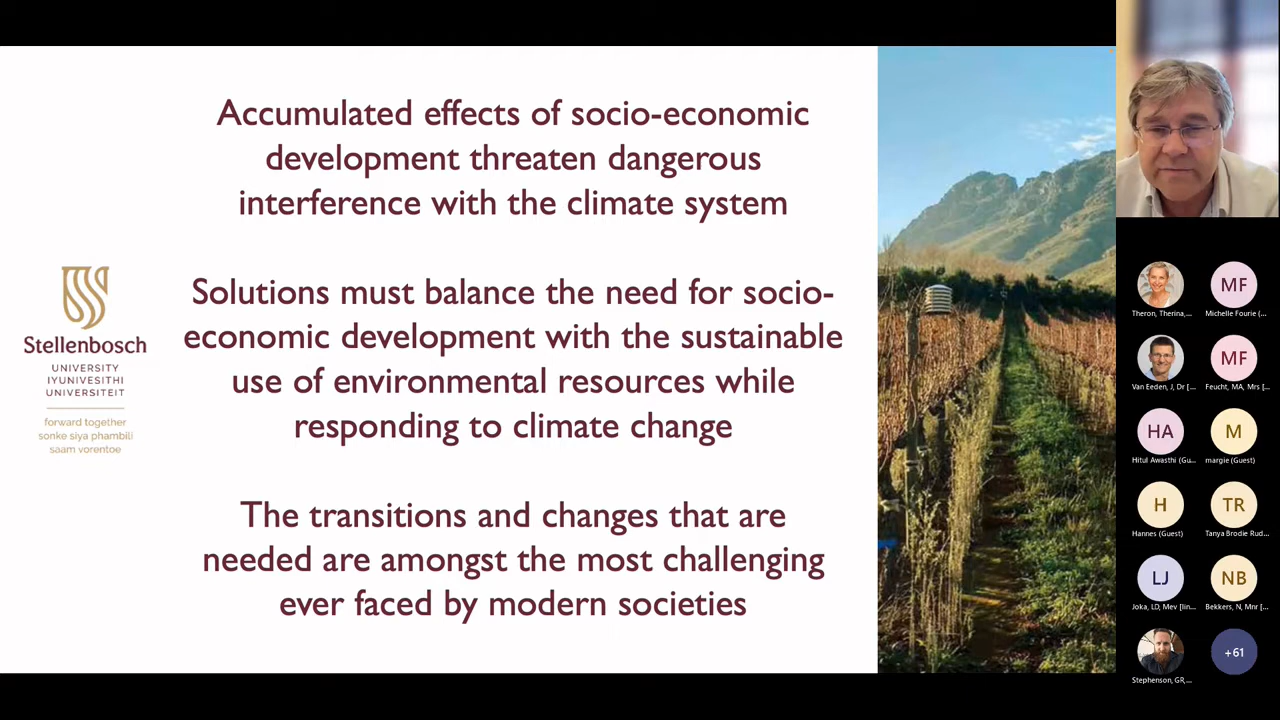 Accumulated effects of socio-economic
development threaten dangerous
interference with the climate system
Solutions must balance the need for socio-
economic development with the sustainable
use of environmental resources while
responding to climate change
The transitions and changes that are
needed are amongst the most challenging
ever faced by modern societies
Stellenbosch
UNIVERSITY
IYUNIVESITHI
UNIVERSITEIT
forward together
sonke siya phambili
saam vorentoe
Theron, Therina,...
MF
Michelle Fourie (...
Van Eeden, J, Dr [...
MF
Feucht, MA, Mrs [...
HA
Hitul Awasthi (Gu...
M
margie (Guest)
H
Hannes (Guest)
TR
Tanya Brodie Rud...
LJ
Joka, LD, Mev [lin...
NB
Bekkers, N, Mnr [...
Stephenson, GR,...
+61